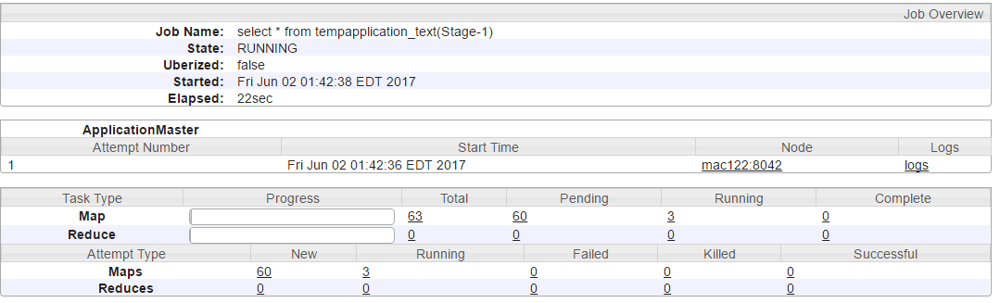 Job Overview
Job Name: select * from tempapplication_text(Stage-1)
State: RUNNING
Uberized: false
Started: Fri Jun 02 01:42:38 EDT 2017
Elapsed: 22sec
ApplicationMaster
Attempt Number Start Time Node Logs
1 Fri Jun 02 01:42:36 EDT 2017 mac122:8042 logs
Task Type Progress Total Pending Running Complete
Map 63 60 3 0
Reduce 0 0 0 0
Attempt Type New Running Failed Killed Successful
Maps 60 3 0 0 0
Reduces 0 0 0 0 0